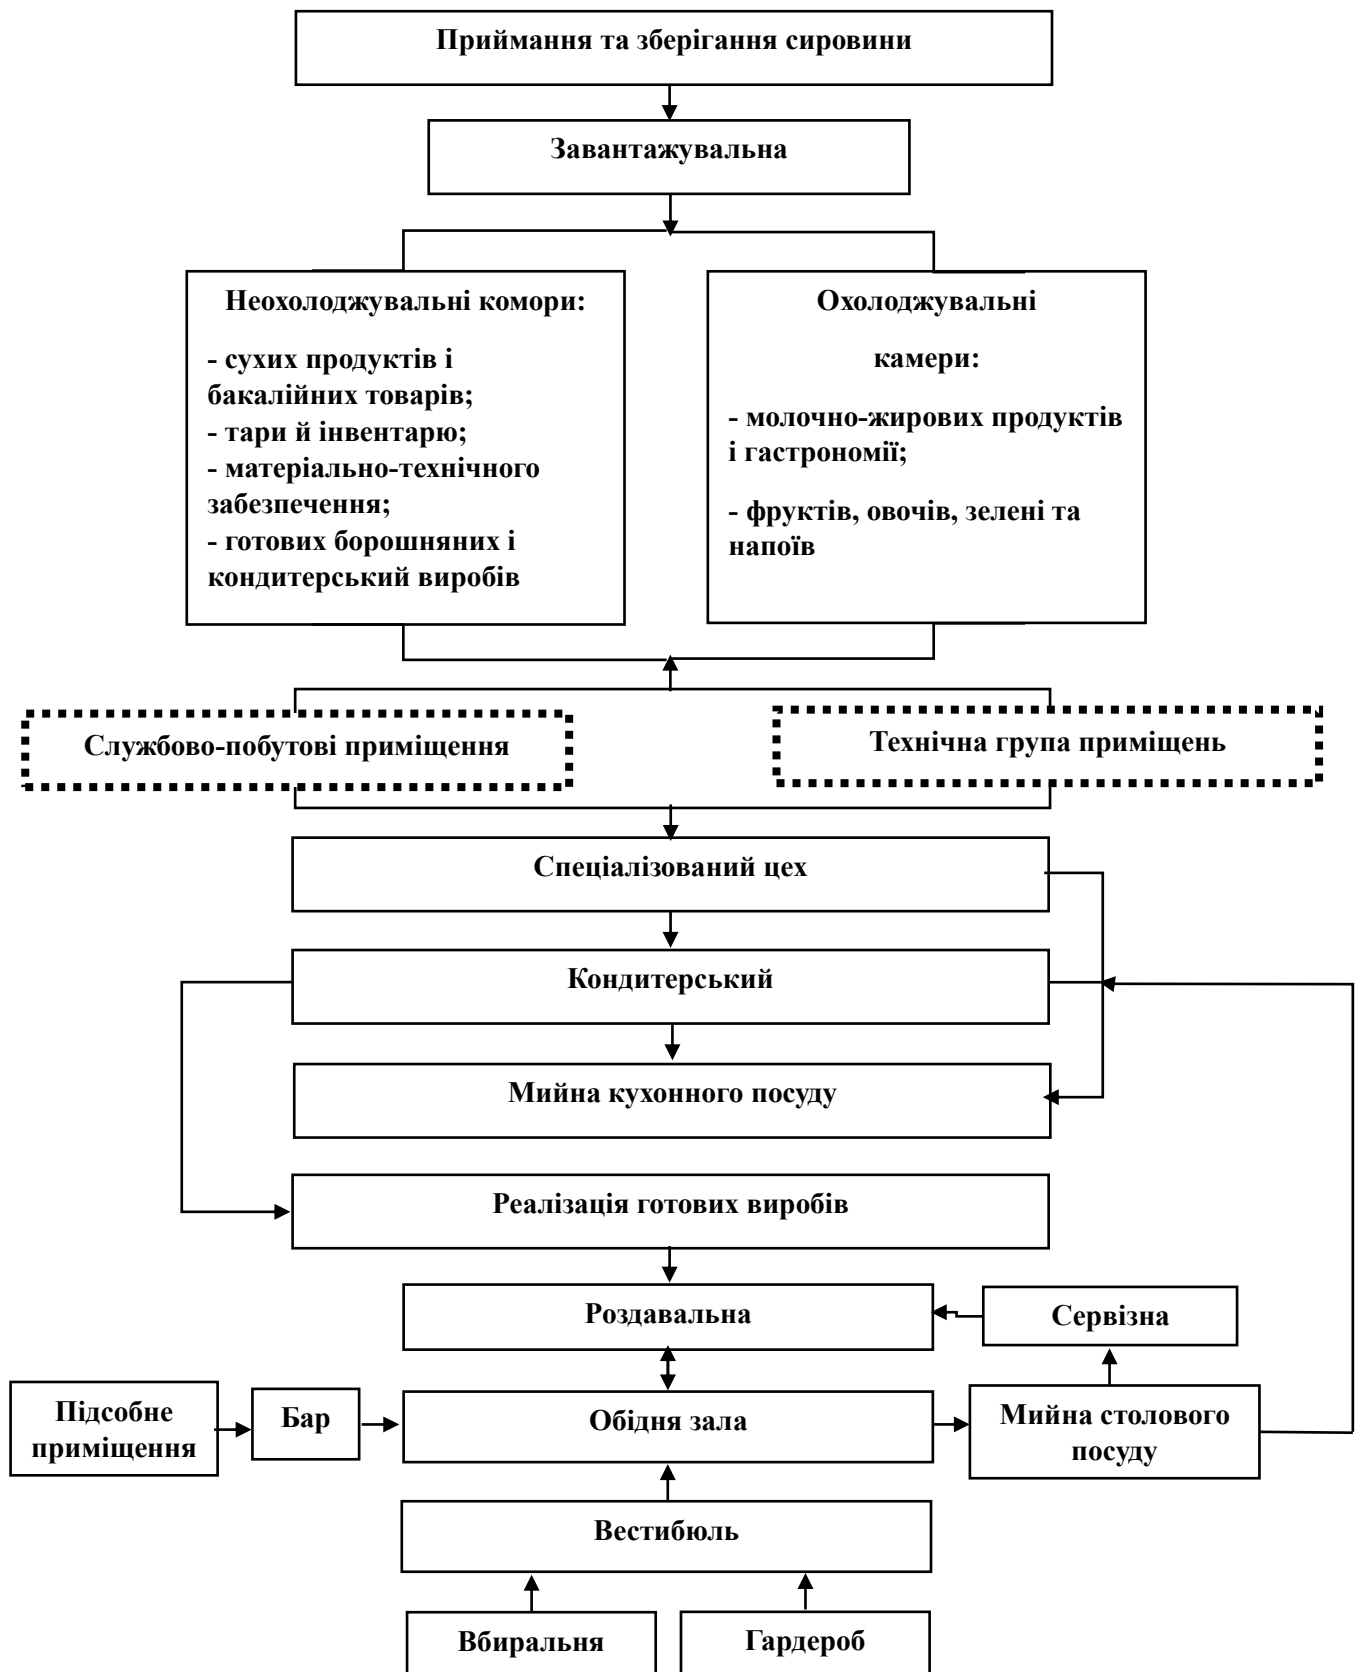 Приймання та зберігання сировини
Завантажувальна
Неохолоджувальні комори:
- сухих продуктів і
бакалійних товарів;
- тари й інвентарю;
- матеріально-технічного
забезпечення;
- готових борошняних і
кондитерський виробів
Охолоджувальні
камери:
- молочно-жирових продуктів
і гастрономії;
- фруктів, овочів, зелені та
напоїв
Службово-побутові приміщення
Технічна група приміщень
Спеціалізований цех
Кондитерський
Мийна кухонного посуду
Реалізація готових виробів
Роздавальна
Сервізна
Підсобне
приміщення
Бар
Обідня зала
Мийна столового
посуду
Вестибюль
Вбиральня
Гардероб